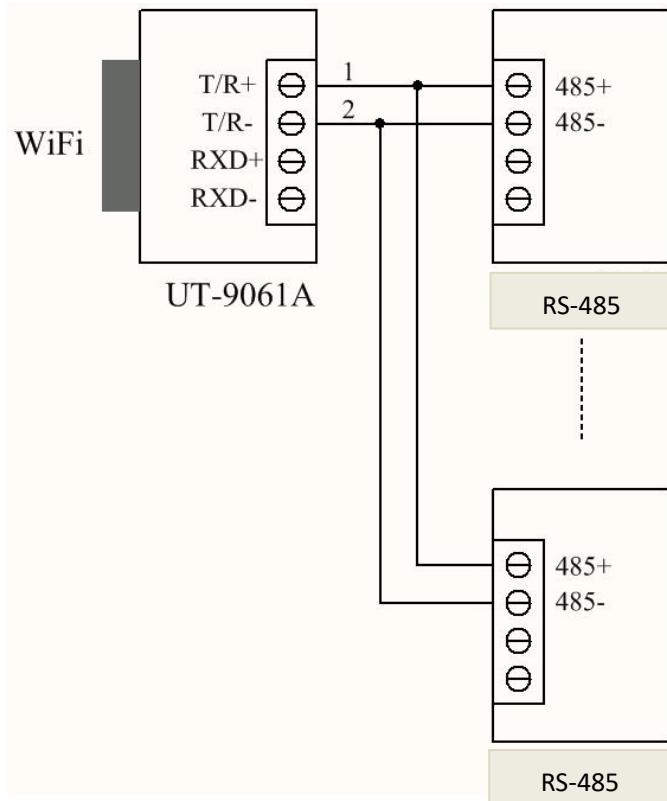 WiFi
T/R+
T/R-
RXD+
RXD-
UT-9061A
1
2
485+
485-
RS-485
485+
485-
RS-485